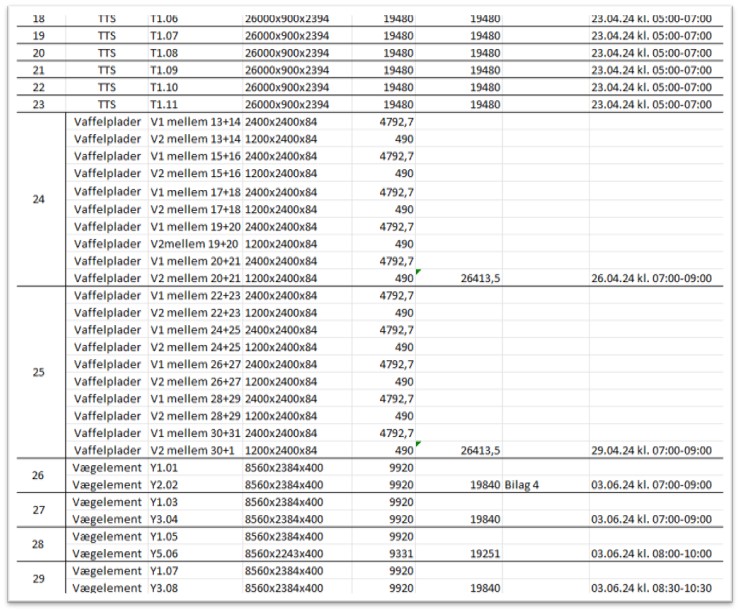 18 TTS T1.06 26000x900x2394 19480 19480 23.04.24 kl. 05:00-07:00
19 TTS T1.07 26000x900x2394 19480 19480 23.04.24 kl. 05:00-07:00
20 TTS T1.08 26000x900x2394 19480 19480 23.04.24 kl. 05:00-07:00
21 TTS T1.09 26000x900x2394 19480 19480 23.04.24 kl. 05:00-07:00
22 TTS T1.10 26000x900x2394 19480 19480 23.04.24 kl. 05:00-07:00
23 TTS T1.11 26000x900x2394 19480 19480 23.04.24 kl. 05:00-07:00
Vaffelplader V1 mellem 13+14 2400x2400x84 4792,7
Vaffelplader V2 mellem 13+14 1200x2400x84 490
Vaffelplader V1 mellem 15+16 2400x2400x84 4792,7
Vaffelplader V2 mellem 15+16 1200x2400x84 490
Vaffelplader V1 mellem 17+18 2400x2400x84 4792,7
24
Vaffelplader V2 mellem 17+18 1200x2400x84 490
Vaffelplader V1 mellem 19+20 2400x2400x84 4792,7
Vaffelplader V2mellem 19+20 1200x2400x84 490
Vaffelplader V1 mellem 20+21 2400x2400x84 4792,7
Vaffelplader V2 mellem 20+21 1200x2400x84 490 26413,5 26.04.24 kl. 07:00-09:00
Vaffelplader V1 mellem 22+23 2400x2400x84 4792,7
Vaffelplader V2 mellem 22+23 1200x2400x84 490
Vaffelplader V1 mellem 24+25 2400x2400x84 4792,7
Vaffelplader V2 mellem 24+25 1200x2400x84 490
Vaffelplader V1 mellem 26+27 2400x2400x84 4792,7
25
Vaffelplader V2 mellem 26+27 1200x2400x84 490
Vaffelplader V1 mellem 28+29 2400x2400x84 4792,7
Vaffelplader V2 mellem 28+29 1200x2400x84 490
Vaffelplader V1 mellem 30+31 2400x2400x84 4792,7
Vaffelplader V2 mellem 30+1 1200x2400x84 490 26413,5 29.04.24 kl. 07:00-09:00
26
Vægelement Y1.01 8560x2384x400 9920
Vægelement Y2.02 8560x2384x400 9920 19840 Bilag 4 03.06.24 kl. 07:00-09:00
27
Vægelement Y1.03 8560x2384x400 9920
Vægelement Y3.04 8560x2384x400 9920 19840 03.06.24 kl. 07:00-09:00
28
Vægelement Y1.05 8560x2384x400 9920
Vægelement Y5.06 8560x2243x400 9331 19251 03.06.24 kl. 08:00-10:00
29
Vægelement Y1.07 8560x2384x400 9920
Vægelement Y3.08 8560x2384x400 9920 19840 03.06.24 kl. 08:30-10:30